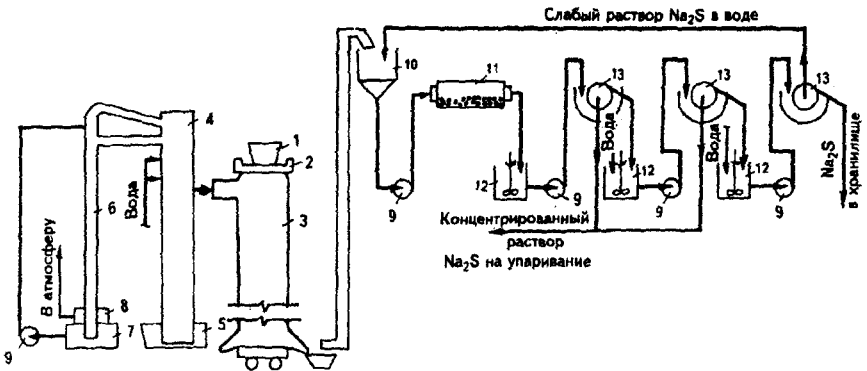 Слабый раствор Na₂S в воде
10
11
13
13
13
4
1
2
Вода
Вода
12
12
12
Na₂S
в хранилище
6
Вода
3
9
9
9
9
Концентрированный
раствор
Na₂S на упаривание
В атмосферу
8
5
7
9